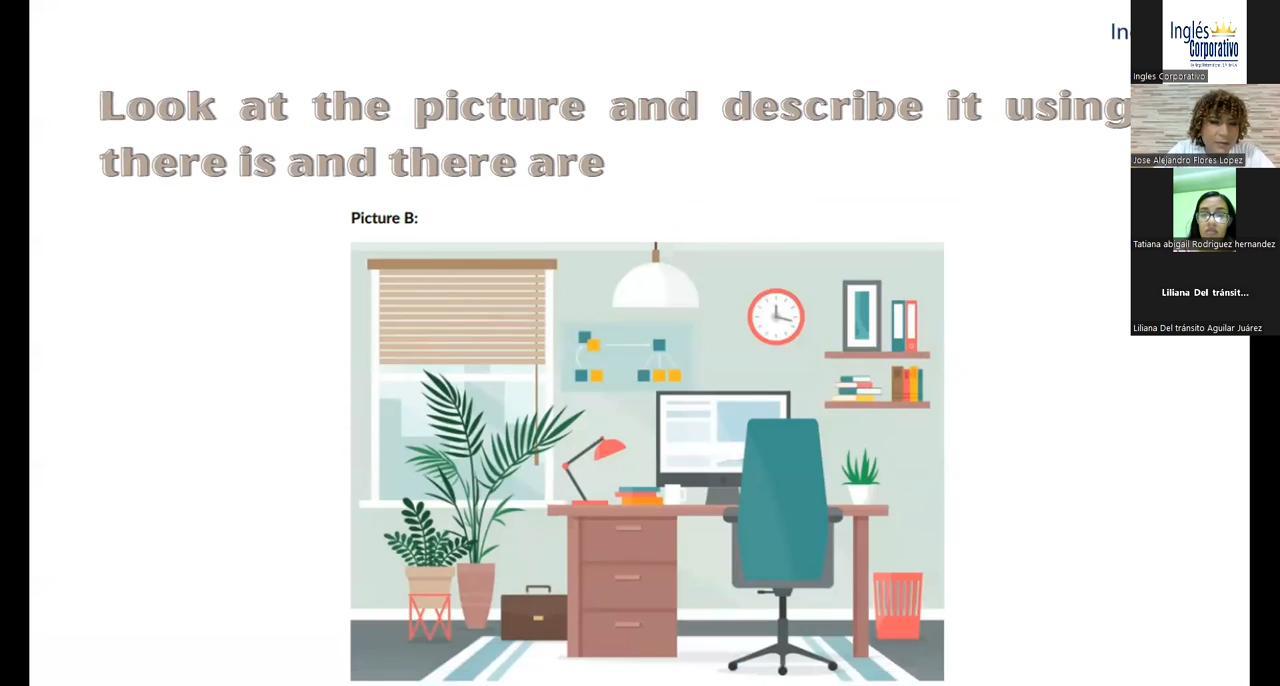 Look at the picture and describe it using
there is and there are
Picture B:
Inglés
Corporativo
Ingles Corporativo
Jose Alejandro Flores Lopez
Tatiana abigail Rodriguez hernandez
Liliana Del tránsit...
Liliana Del tránsito Aguilar Juárez